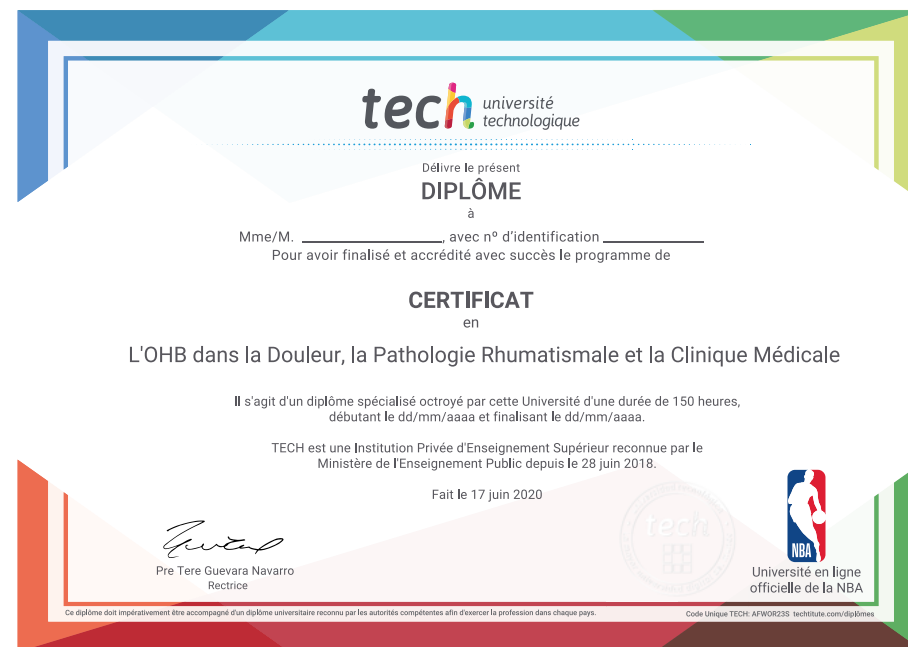 tech université
technologique
Délivre le présent
DIPLÔME
à
Mme/M. ____________________, avec nº d'identification ______________
Pour avoir finalisé et accrédité avec succès le programme de
CERTIFICAT
en
L'OHB dans la Douleur, la Pathologie Rhumatismale et la Clinique Médicale
Il s'agit d'un diplôme spécialisé octroyé par cette Université d'une durée de 150 heures,
débutant le dd/mm/aaaa et finalisant le dd/mm/aaaa.
TECH est une Institution Privée d'Enseignement Supérieur reconnue par le
Ministère de l'Enseignement Public depuis le 28 juin 2018.
Fait le 17 juin 2020
tech
NBA
Pre Tere Guevara Navarro
Rectrice
Université en ligne
officielle de la NBA
Ce diplôme doit impérativement être accompagné d'un diplôme universitaire reconnu par les autorités compétentes afin d'exercer la profession dans chaque pays.
Code Unique TECH: AFWOR23S techtitute.com/diplômes